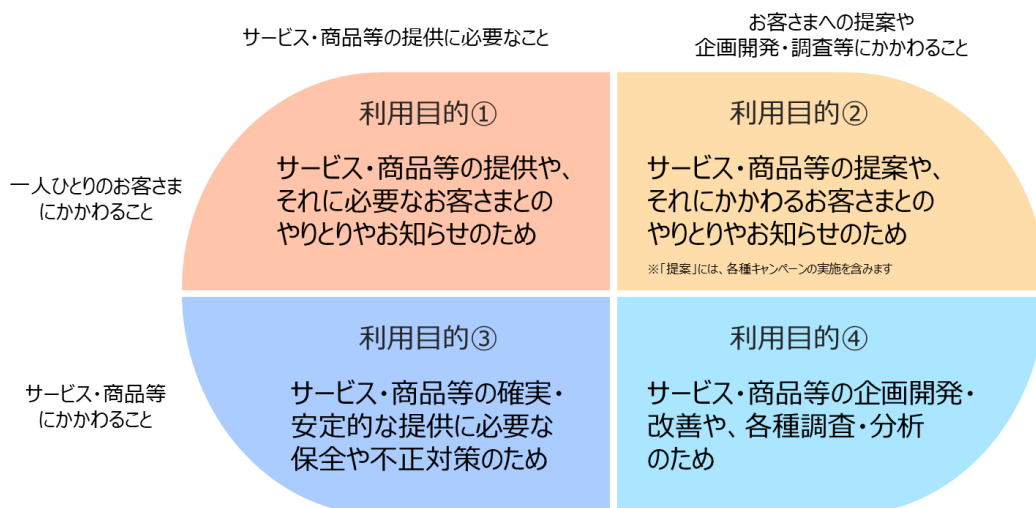 サービス・商品等の提供に必要なこと
お客さまへの提案や
企画開発・調査等にかかわること
一人ひとりのお客さま
にかかわること
利用目的①
サービス・商品等の提供や、
それに必要なお客さまとの
やりとりやお知らせのため
利用目的②
サービス・商品等の提案や、
それにかかわるお客さまとの
やりとりやお知らせのため
※「提案」には、各種キャンペーンの実施を含みます
サービス・商品等
にかかわること
利用目的③
サービス・商品等の確実・
安定的な提供に必要な
保全や不正対策のため
利用目的④
サービス・商品等の企画開発・
改善や、各種調査・分析
のため